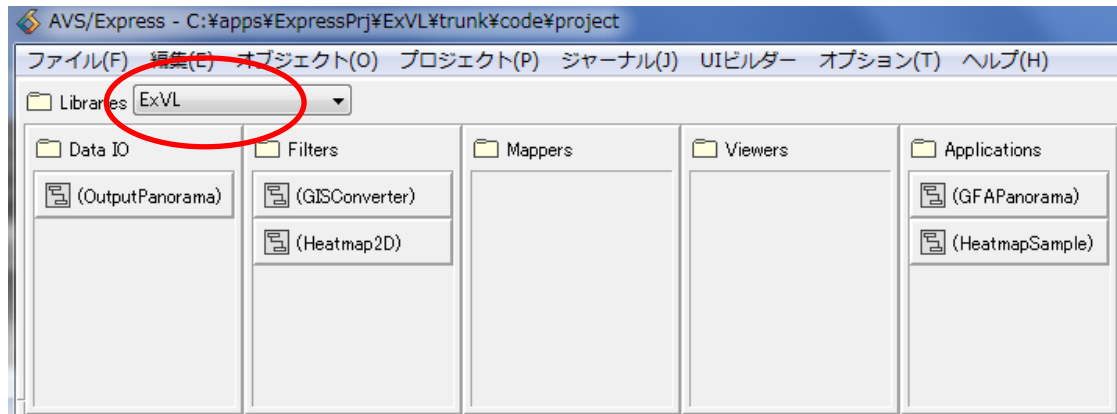 AVS/Express - C:¥apps¥ExpressPrj¥ExVL¥trunk¥code¥project
ファイル(F) 編集(E) オブジェクト(O) プロジェクト(P) ジャーナル(J) UIビルダー オプション(T) ヘルプ(H)
Libraries ExVL
Data IO Filters Mappers Viewers Applications
(OutputPanorama) (GISConverter) (GFAPanorama)
(Heatmap2D) (HeatmapSample)